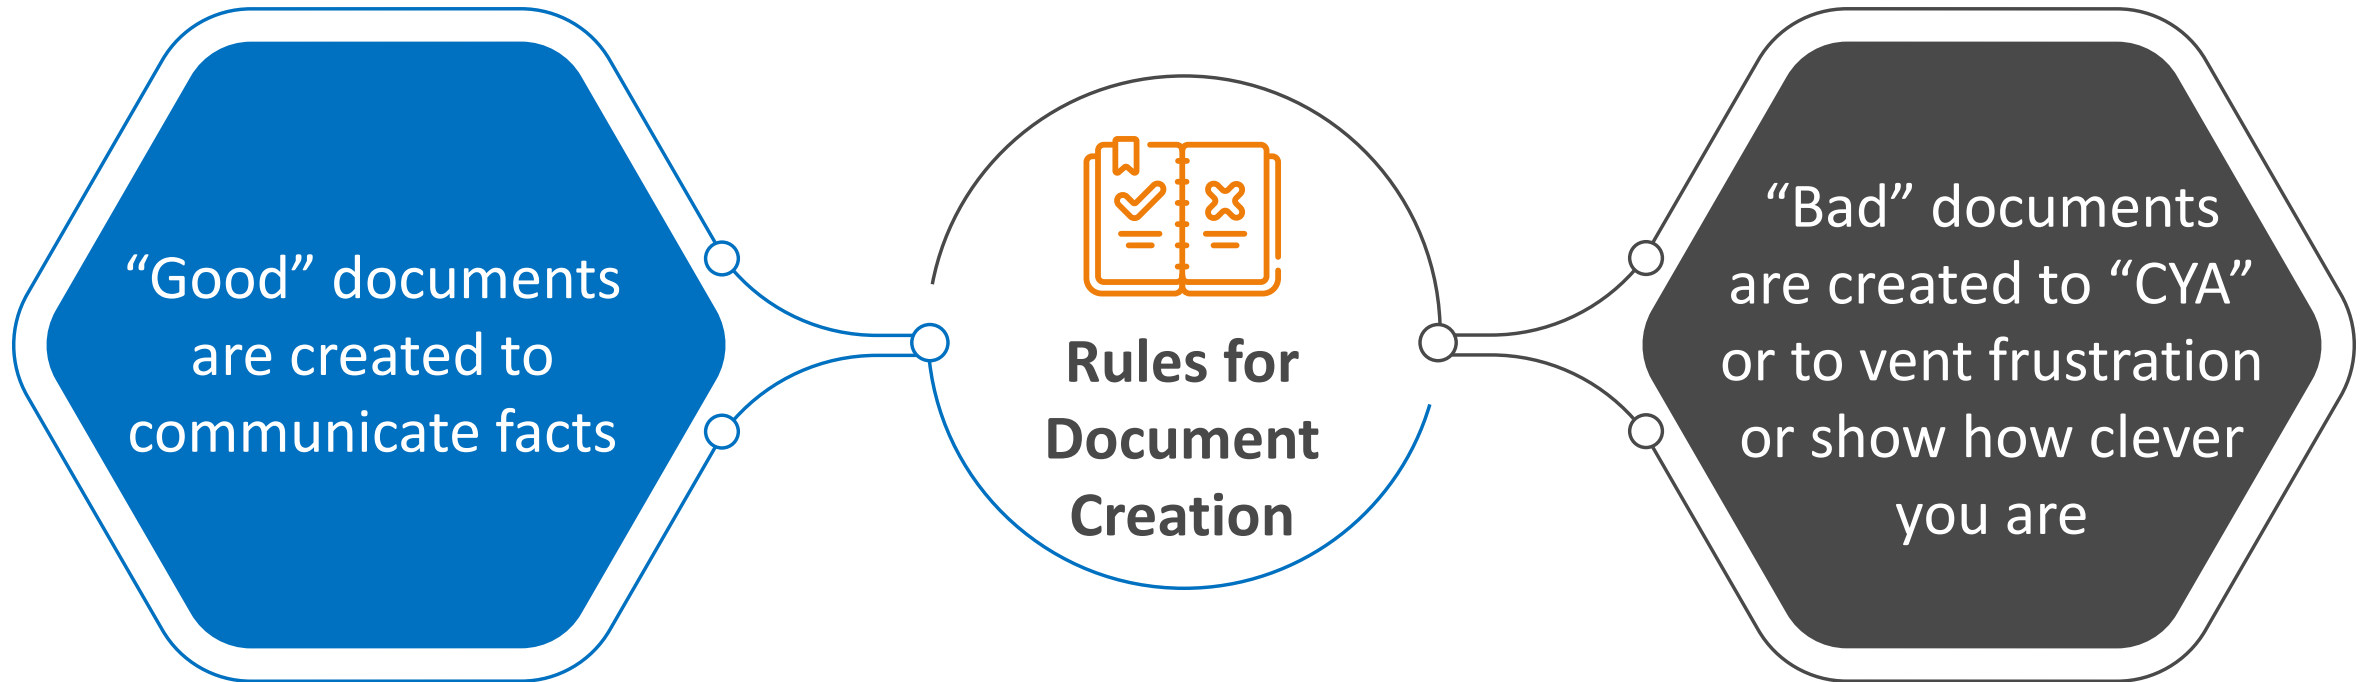 “Good” documents
are created to
communicate facts
Rules for
Document
Creation
“Bad” documents
are created to “CYA”
or to vent frustration
or show how clever
you are